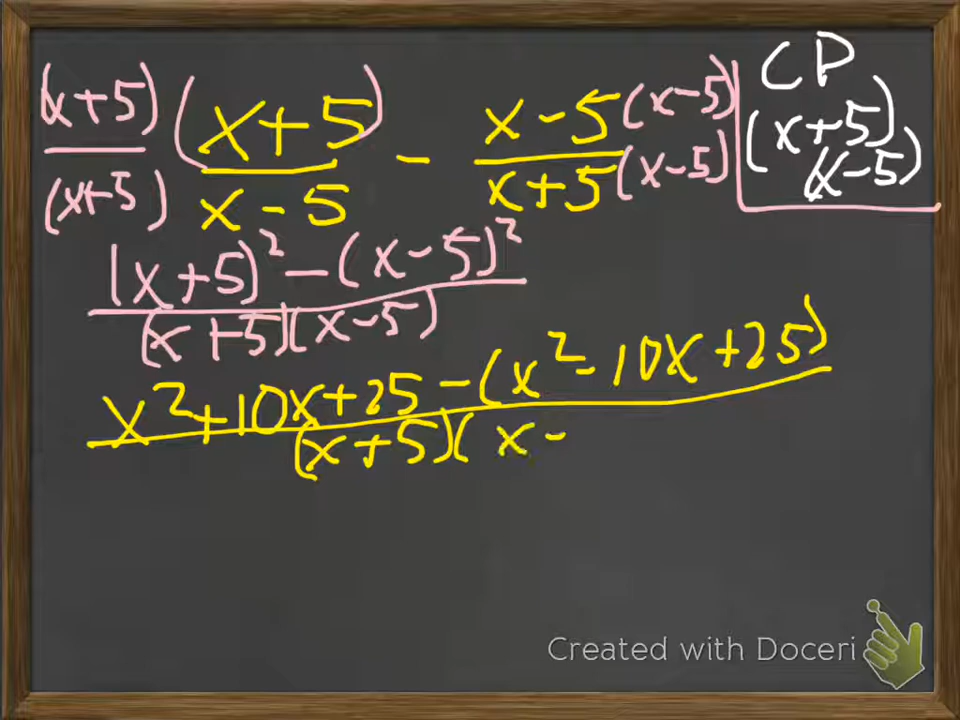 (x+5)/(x+5) (x+5)/(x-5) - (x-5)(x-5)/(x+5)(x-5)
CP
(x+5)
(x-5)
(x+5)² - (x-5)²
(x+5)(x-5)
x²+10x+25-(x²-10x+25)
(x+5)(x-
Created with Doceri